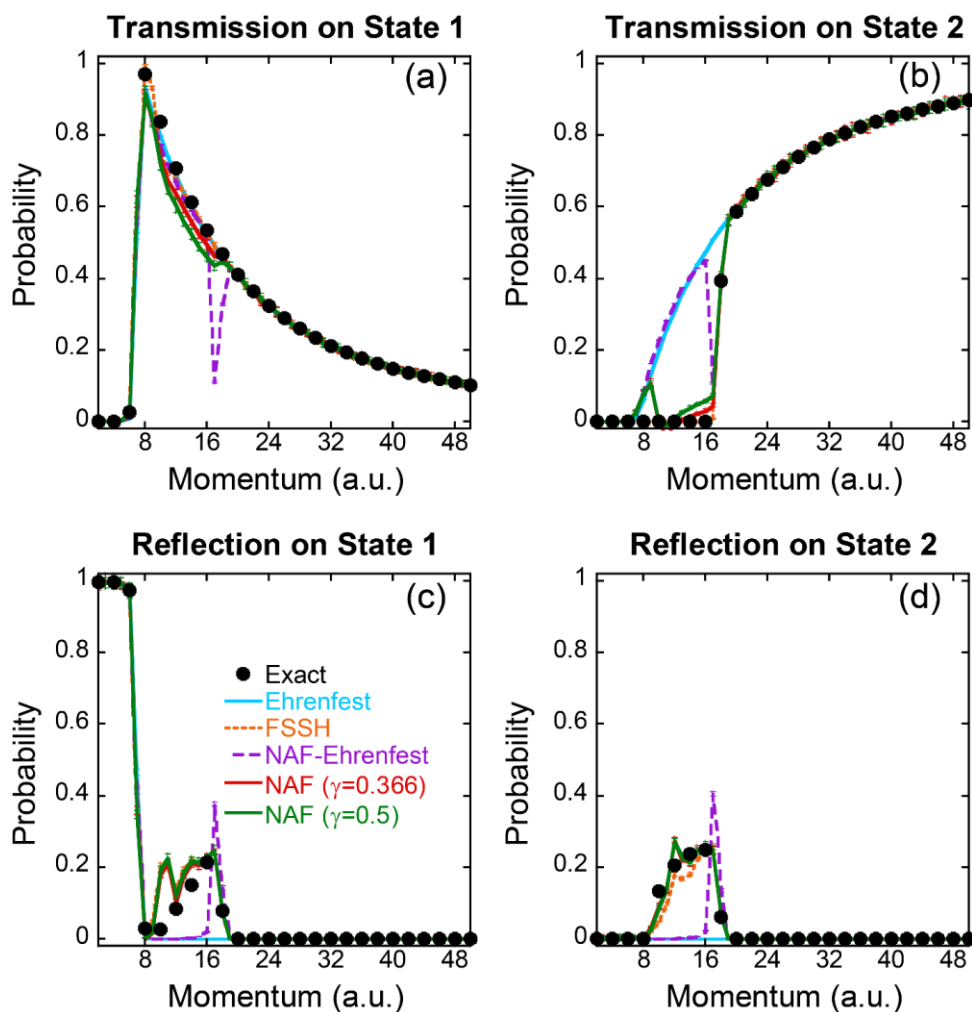 Transmission on State 1
(a)
Probability
1
0.8
0.6
0.4
0.2
0
8 16 24 32 40 48
Momentum (a.u.)
Transmission on State 2
(b)
Probability
1
0.8
0.6
0.4
0.2
0
8 16 24 32 40 48
Momentum (a.u.)
Reflection on State 1
(c)
Probability
1
0.8
0.6
0.4
0.2
0
Exact
Ehrenfest
FSSH
NAF-Ehrenfest
NAF (γ=0.366)
NAF (γ=0.5)
8 16 24 32 40 48
Momentum (a.u.)
Reflection on State 2
(d)
Probability
1
0.8
0.6
0.4
0.2
0
8 16 24 32 40 48
Momentum (a.u.)